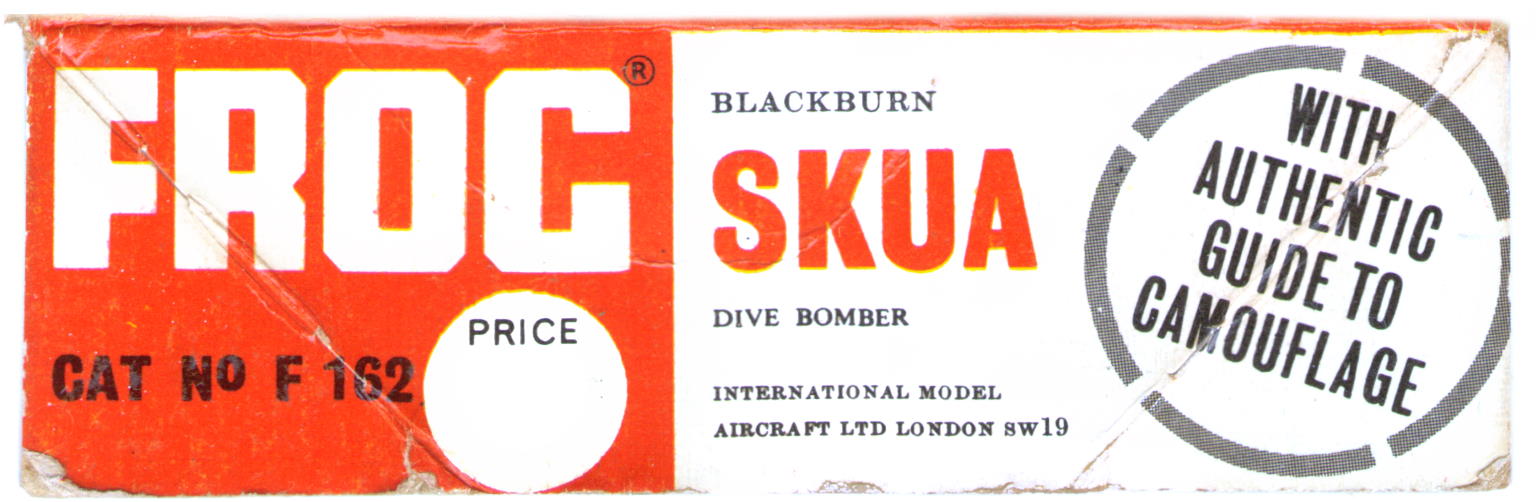 FROG ®
CAT Nº F 162
PRICE
BLACKBURN
SKUA
DIVE BOMBER
INTERNATIONAL MODEL
AIRCRAFT LTD LONDON SW19
WITH
AUTHENTIC
GUIDE TO
CAMOUFLAGE